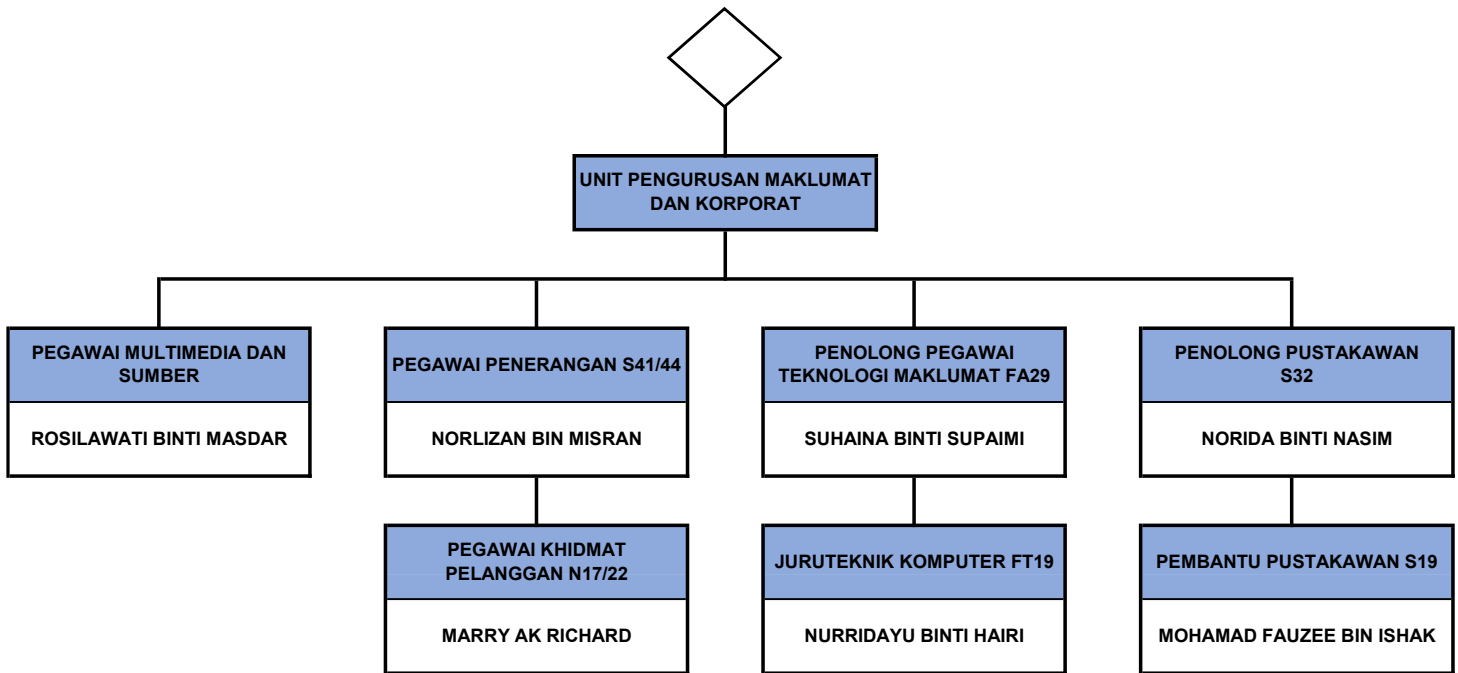 UNIT PENGURUSAN MAKLUMAT
DAN KORPORAT
PEGAWAI MULTIMEDIA DAN
SUMBER
ROSILAWATI BINTI MASDAR
PEGAWAI PENERANGAN S41/44
NORLIZAN BIN MISRAN
PENOLONG PEGAWAI
TEKNOLOGI MAKLUMAT FA29
SUHAINA BINTI SUPAIMI
PENOLONG PUSTAKAWAN
S32
NORIDA BINTI NASIM
PEGAWAI KHIDMAT
PELANGGAN N17/22
MARRY AK RICHARD
JURUTEKNIK KOMPUTER FT19
NURRIDAYU BINTI HAIRI
PEMBANTU PUSTAKAWAN S19
MOHAMAD FAUZEE BIN ISHAK